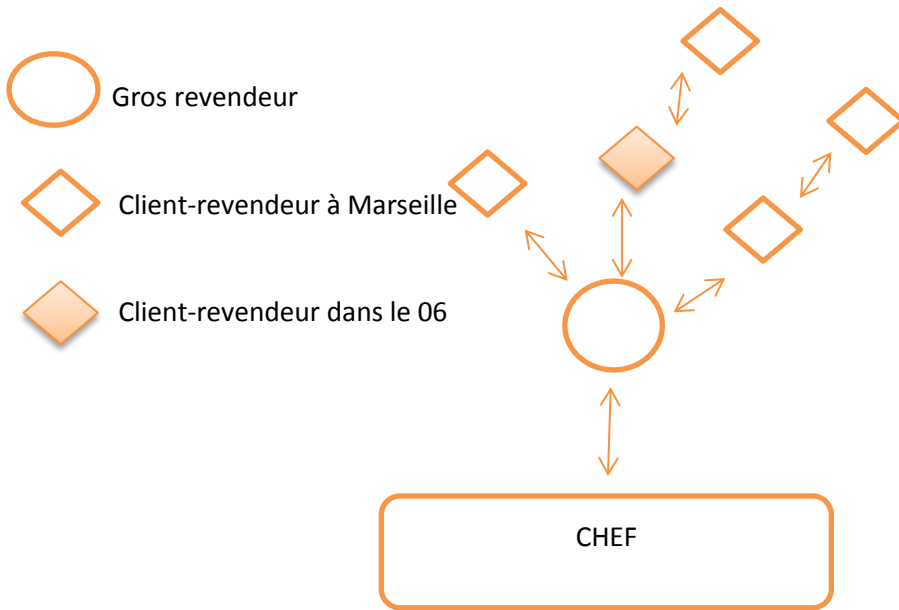 Gros revendeur
Client-revendeur à Marseille
Client-revendeur dans le 06
CHEF